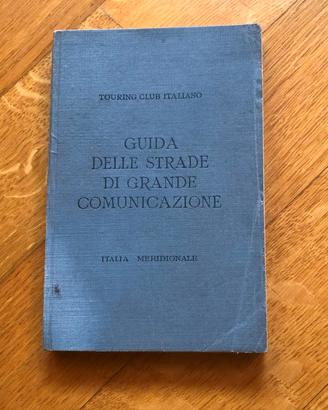 TOURING CLUB ITALIANO
GUIDA
DELLE STRADE
DI GRANDE
COMUNICAZIONE
ITALIA MERIDIONALE